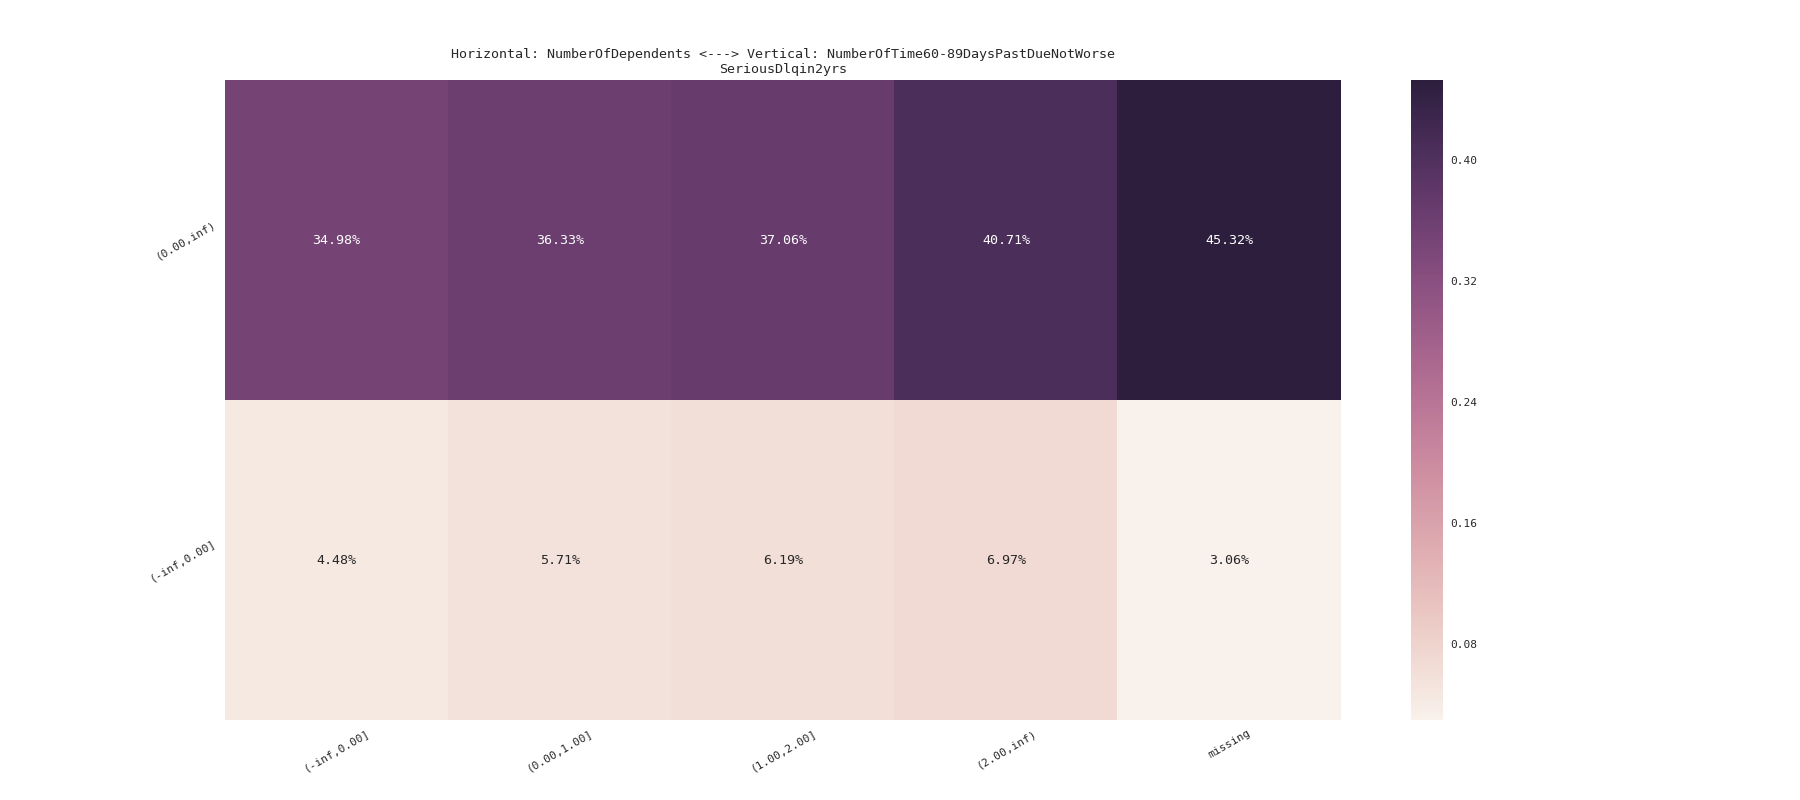 Horizontal: NumberOfDependents <---> Vertical: NumberOfTime60-89DaysPastDueNotWorse
SeriousDlqin2yrs
(0.00,inf)
34.98%
36.33%
37.06%
40.71%
45.32%
(-inf,0.00]
4.48%
5.71%
6.19%
6.97%
3.06%
(-inf,0.00]
(0.00,1.00]
(1.00,2.00]
(2.00,inf)
missing
0.40
0.32
0.24
0.16
0.08